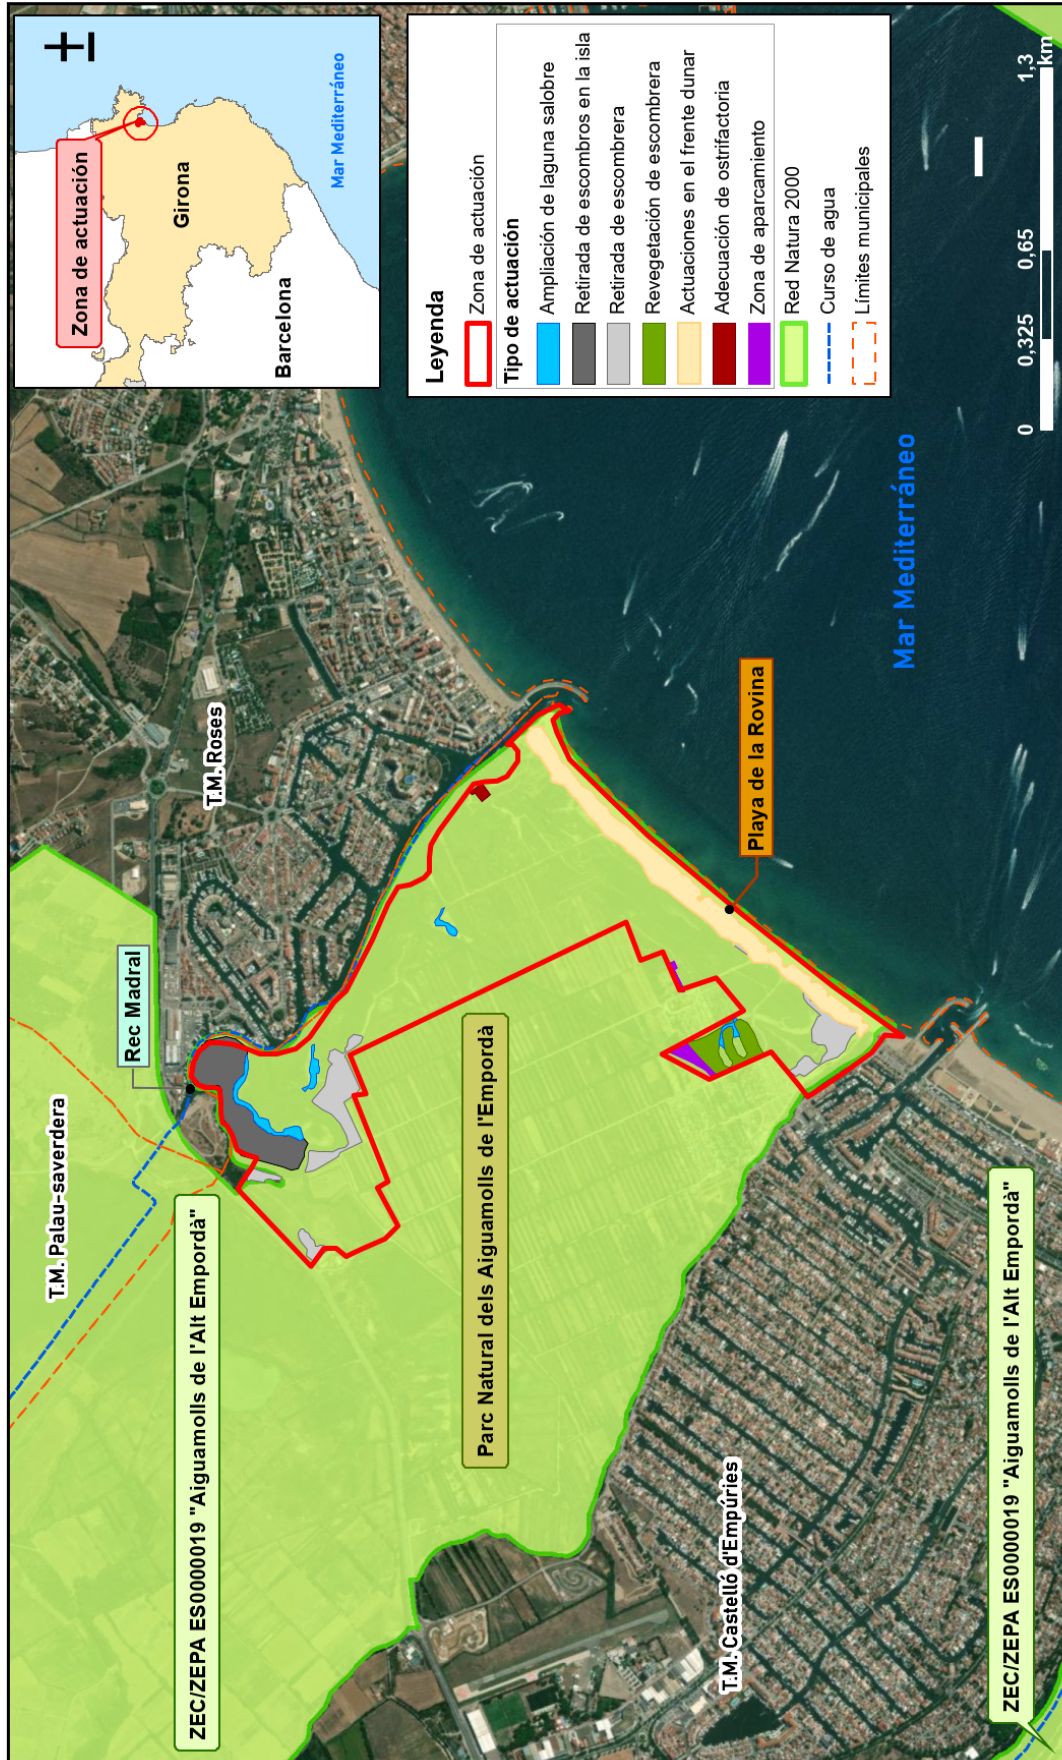 Zona de actuación
Girona
Barcelona
Mar Mediterráneo
Leyenda
Zona de actuación
Tipo de actuación
Ampliación de laguna salobre
Retirada de escombros en la isla
Retirada de escombrera
Revegetación de escombrera
Actuaciones en el frente dunar
Adecuación de ostrifactoria
Zona de aparcamiento
Red Natura 2000
Curso de agua
Límites municipales
0
0,325
0,65
1,3
km
T.M. Palau-saverdera
Rec Madral
T.M. Roses
ZEC/ZEPA ES0000019 "Aiguamolls de l'Alt Empordà"
Parc Natural dels Aiguamolls de l'Empordà
Playa de la Rovina
Mar Mediterráneo
T.M. Castelló d'Empúries
ZEC/ZEPA ES0000019 "Aiguamolls de l'Alt Empordà"